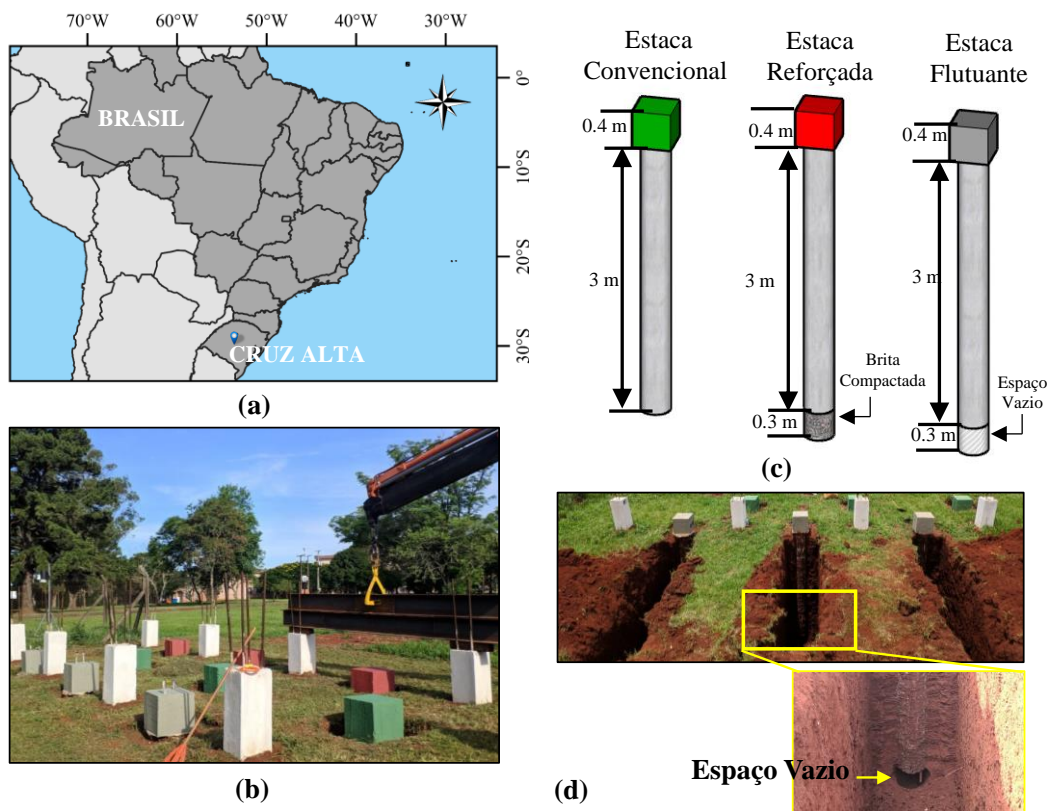 70°W 60°W 50°W 40°W 30°W
0°
10°S
20°S
30°S
BRASIL
CRUZ ALTA
(a)
(b)
Estaca
Convencional
Estaca
Reforçada
Estaca
Flutuante
0.4 m
0.4 m
0.4 m
3 m
3 m
3 m
Brita
Compactada
Espaço
Vazio
0.3 m
0.3 m
(c)
Espaço Vazio
(d)